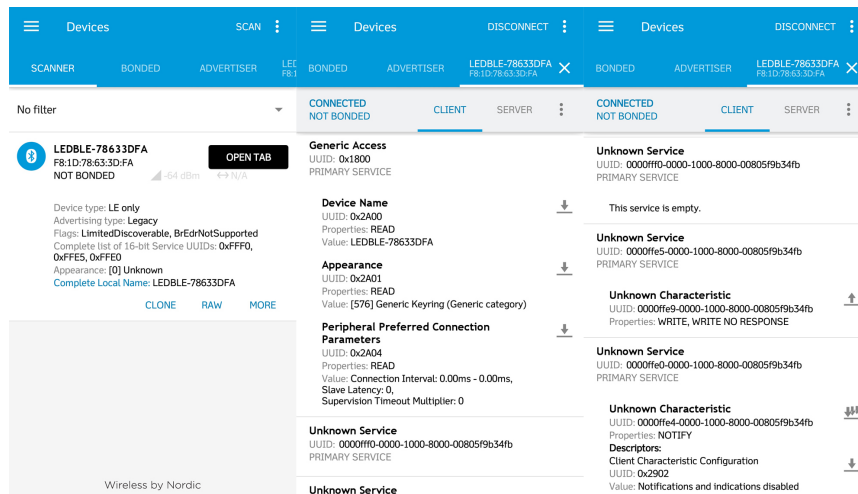 Devices
SCAN
SCANNER
BONDED
ADVERTISER
LED
F8:1
No filter
LEDBLE-78633DFA
F8:1D:78:63:3D:FA
NOT BONDED
-64 dBm
N/A
OPEN TAB
Device type: LE only
Advertising type: Legacy
Flags: LimitedDiscoverable, BrEdrNotSupported
Complete list of 16-bit Service UUIDs: 0xFFF0,
0xFFE5, 0xFFE0
Appearance: [0] Unknown
Complete Local Name: LEDBLE-78633DFA
CLONE
RAW
MORE
Wireless by Nordic
Devices
DISCONNECT
BONDED
ADVERTISER
LEDBLE-78633DFA
F8:1D:78:63:3D:FA
CONNECTED
NOT BONDED
CLIENT
SERVER
Generic Access
UUID: 0x1800
PRIMARY SERVICE
Device Name
UUID: 0x2A00
Properties: READ
Value: LEDBLE-78633DFA
Appearance
UUID: 0x2A01
Properties: READ
Value: [576] Generic Keyring (Generic category)
Peripheral Preferred Connection
Parameters
UUID: 0x2A04
Properties: READ
Value: Connection Interval: 0.00ms - 0.00ms,
Slave Latency: 0,
Supervision Timeout Multiplier: 0
Unknown Service
UUID: 0000fff0-0000-1000-8000-00805f9b34fb
PRIMARY SERVICE
Unknown Service
Devices
DISCONNECT
BONDED
ADVERTISER
LEDBLE-78633DFA
F8:1D:78:63:3D:FA
CONNECTED
NOT BONDED
CLIENT
SERVER
Unknown Service
UUID: 0000fff0-0000-1000-8000-00805f9b34fb
PRIMARY SERVICE
This service is empty.
Unknown Service
UUID: 0000ffe5-0000-1000-8000-00805f9b34fb
PRIMARY SERVICE
Unknown Characteristic
UUID: 0000ffe9-0000-1000-8000-00805f9b34fb
Properties: WRITE, WRITE NO RESPONSE
Unknown Service
UUID: 0000ffe0-0000-1000-8000-00805f9b34fb
PRIMARY SERVICE
Unknown Characteristic
UUID: 0000ffe4-0000-1000-8000-00805f9b34fb
Properties: NOTIFY
Descriptors:
Client Characteristic Configuration
UUID: 0x2902
Value: Notifications and indications disabled